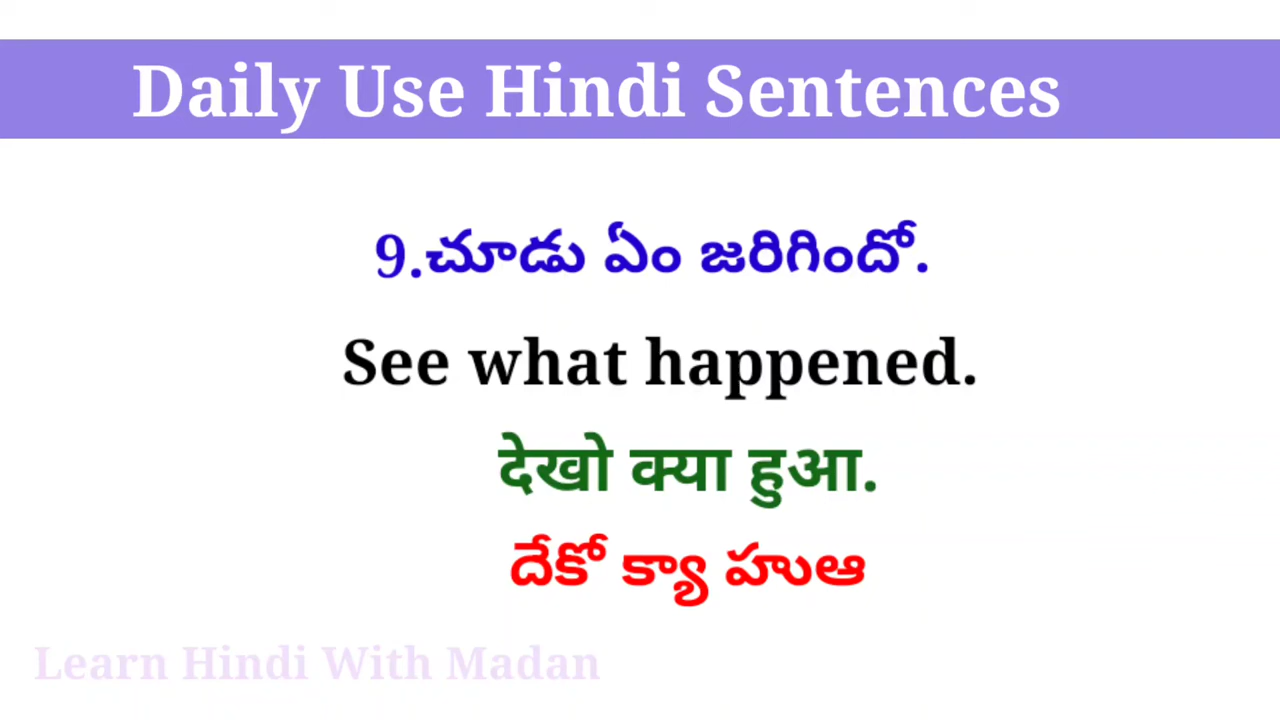 Daily Use Hindi Sentences
9.చూడు ఏం జరిగిందో.
See what happened.
देखो क्या हुआ.
దేకో క్యా హుఆ
Learn Hindi With Madan